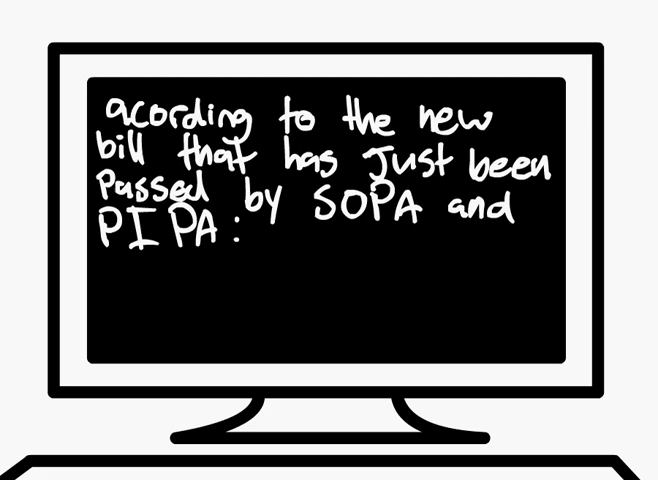 acording to the new
bill that has Just been
Passed by SOPA and
PIPA: